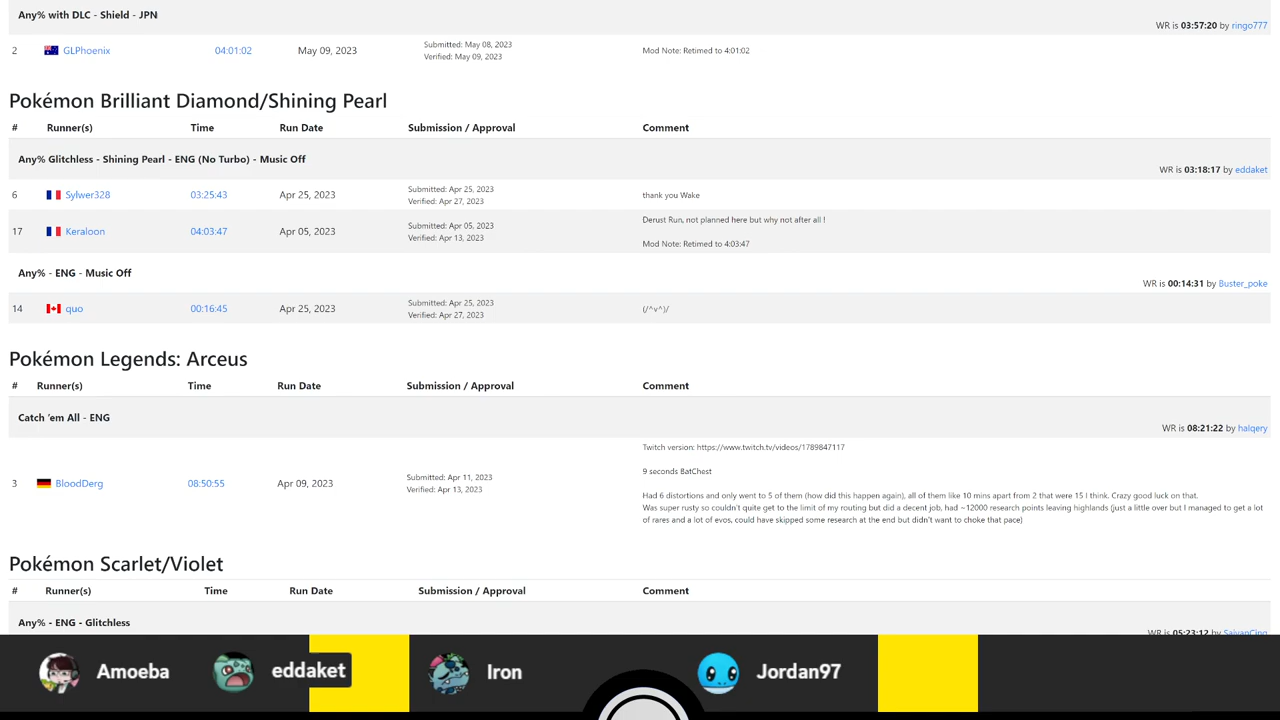 Any% with DLC - Shield - JPN
WR is 03:57:20 by ringo777
2 GLPhoenix 04:01:02 May 09, 2023 Submitted: May 08, 2023 Mod Note: Retimed to 4:01:02
Verified: May 09, 2023
Pokémon Brilliant Diamond/Shining Pearl
# Runner(s) Time Run Date Submission / Approval Comment
Any% Glitchless - Shining Pearl - ENG (No Turbo) - Music Off
WR is 03:18:17 by eddaket
6 Sylwer328 03:25:43 Apr 25, 2023 Submitted: Apr 25, 2023 thank you Wake
Verified: Apr 27, 2023
Derust Run, not planned here but why not after all !
17 Keraloon 04:03:47 Apr 05, 2023 Submitted: Apr 05, 2023
Verified: Apr 13, 2023
Mod Note: Retimed to 4:03:47
Any% - ENG - Music Off
WR is 00:14:31 by Buster_poke
14 quo 00:16:45 Apr 25, 2023 Submitted: Apr 25, 2023 (/^v^)/
Verified: Apr 27, 2023
Pokémon Legends: Arceus
# Runner(s) Time Run Date Submission / Approval Comment
Catch 'em All - ENG
WR is 08:21:22 by halqery
Twitch version: https://www.twitch.tv/videos/1789847117
9 seconds BatChest
3 BloodDerg 08:50:55 Apr 09, 2023 Submitted: Apr 11, 2023
Verified: Apr 13, 2023
Had 6 distortions and only went to 5 of them (how did this happen again), all of them like 10 mins apart from 2 that were 15 I think. Crazy good luck on that.
Was super rusty so couldn't quite get to the limit of my routing but did a decent job, had ~12000 research points leaving highlands (just a little over but I managed to get a lot
of rares and a lot of evos, could have skipped some research at the end but didn't want to choke that pace)
Pokémon Scarlet/Violet
# Runner(s) Time Run Date Submission / Approval Comment
Any% - ENG - Glitchless
WR is 05:23:12 by SaiyanCinq
Amoeba eddaket Iron Jordan97